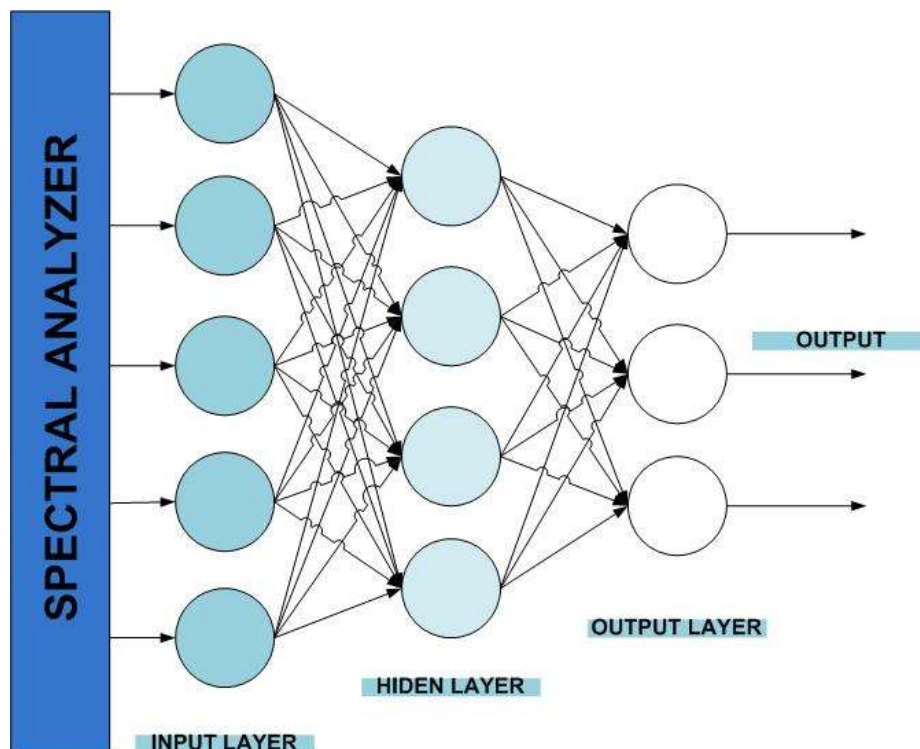 SPECTRAL ANALYZER
OUTPUT
OUTPUT LAYER
HIDEN LAYER
INPUT LAYER